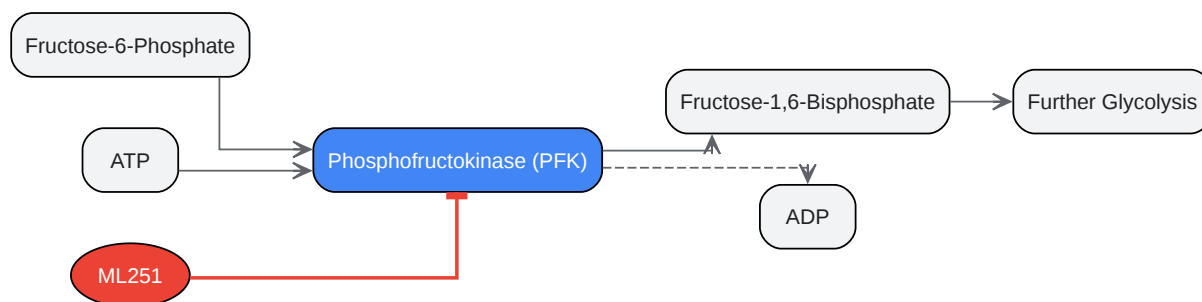 Fructose-6-Phosphate
ATP
ML251
Phosphofructokinase (PFK)
Fructose-1,6-Bisphosphate
ADP
Further Glycolysis